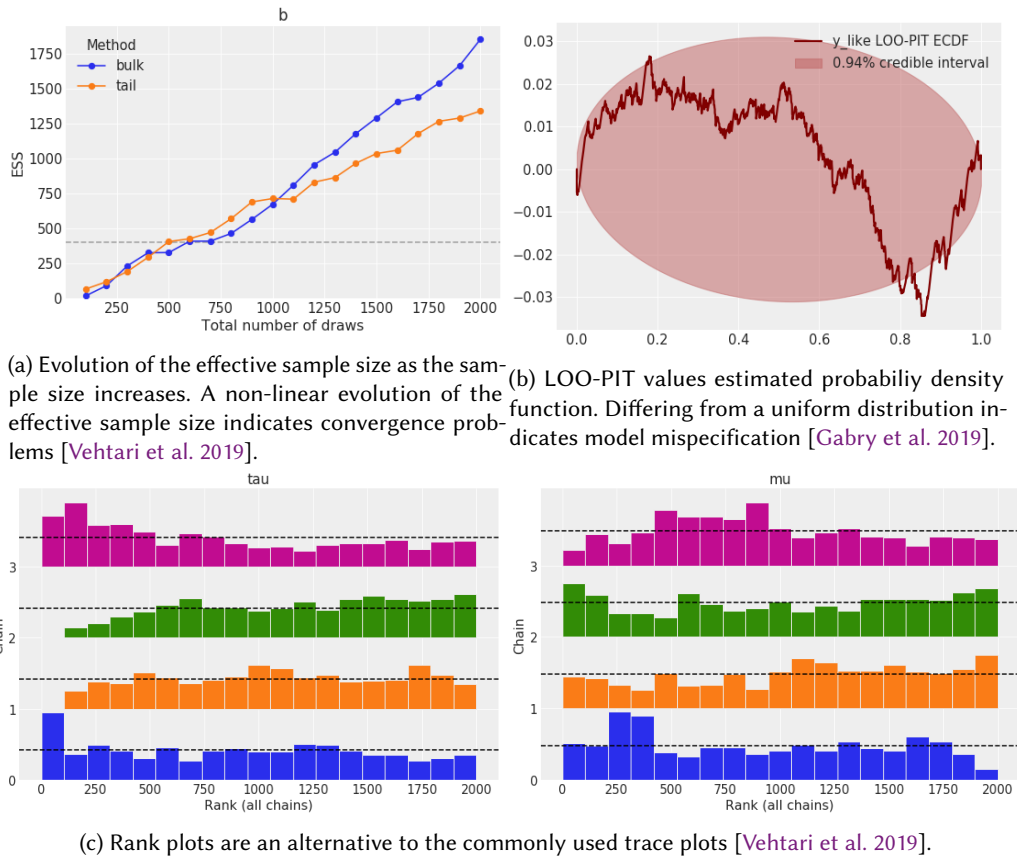 b
Method
bulk
tail
1750
1500
1250
1000
750
500
250
0
ESS
250 500 750 1000 1250 1500 1750 2000
Total number of draws
(a) Evolution of the effective sample size as the sam-
ple size increases. A non-linear evolution of the
effective sample size indicates convergence prob-
lems [Vehtari et al. 2019].
y_like LOO-PIT ECDF
0.94% credible interval
0.03
0.02
0.01
0.00
−0.01
−0.02
−0.03
0.0 0.2 0.4 0.6 0.8 1.0
(b) LOO-PIT values estimated probabiliy density
function. Differing from a uniform distribution in-
dicates model mispecification [Gabry et al. 2019].
tau
3
2
1
0
Chain
0 250 500 750 1000 1250 1500 1750 2000
Rank (all chains)
mu
3
2
1
0
Chain
0 250 500 750 1000 1250 1500 1750 2000
Rank (all chains)
(c) Rank plots are an alternative to the commonly used trace plots [Vehtari et al. 2019].